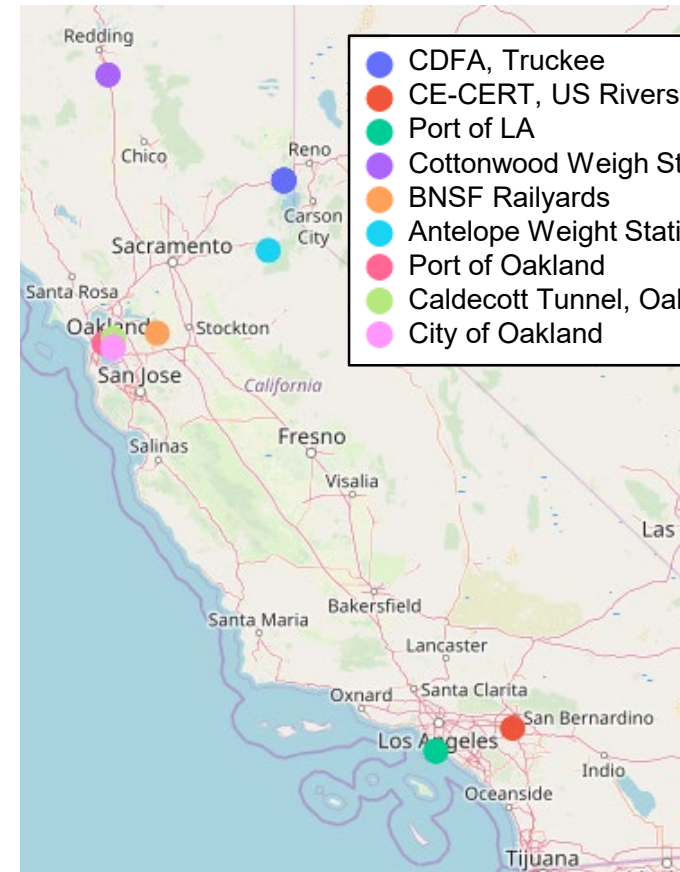 Redding
CDFA, Truckee
CE-CERT, US Rivers
Port of LA
Cottonwood Weigh St
BNSF Railyards
Antelope Weight Stati
Port of Oakland
Caldecott Tunnel, Oal
City of Oakland
Chico
Reno
Carson
City
Sacramento
Santa Rosa
Oakland
Stockton
San Jose
California
Salinas
Fresno
Visalia
Las
Bakersfield
Santa Maria
Lancaster
Oxnard
Santa Clarita
San Bernardino
Los Angeles
Indio
Oceanside
Tijuana